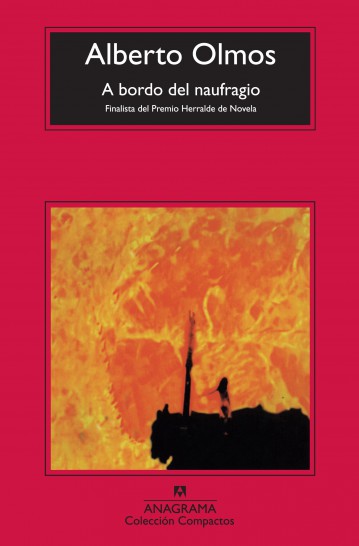 Alberto Olmos
A bordo del naufragio
Finalista del Premio Herralde de Novela
ANAGRAMA
Colección Compactos